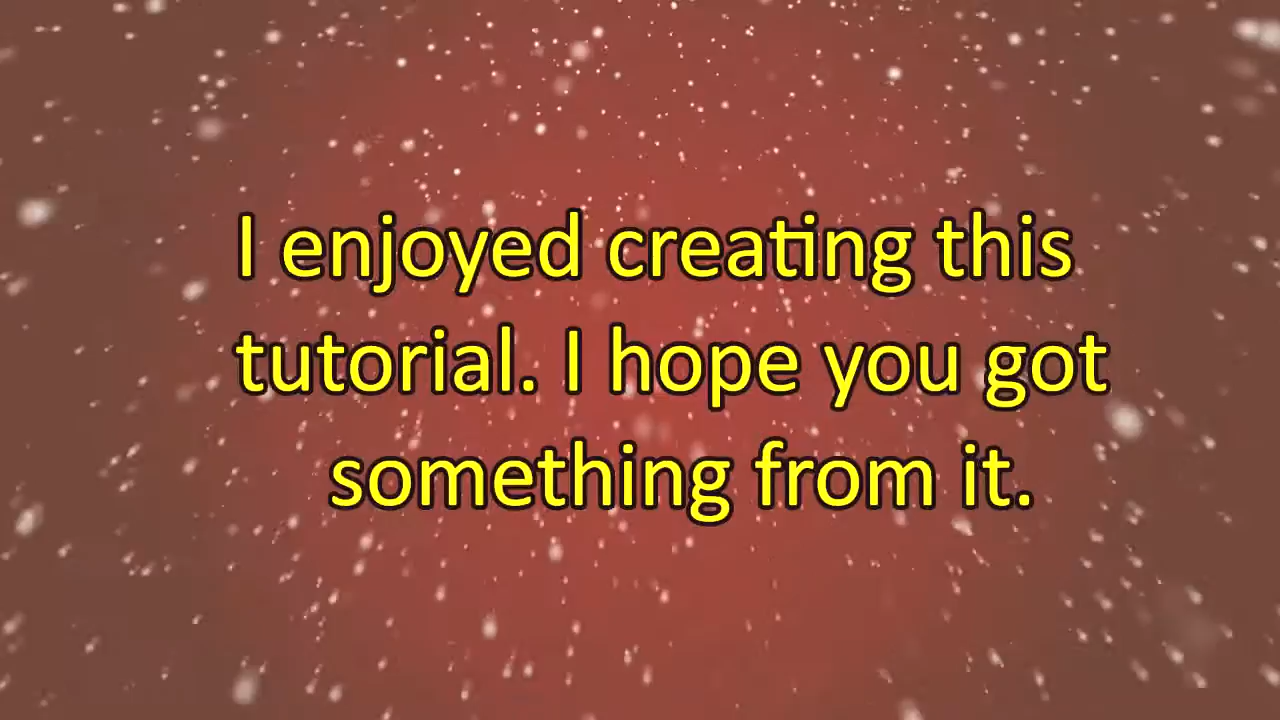 I enjoyed creating this
tutorial. I hope you got
something from it.